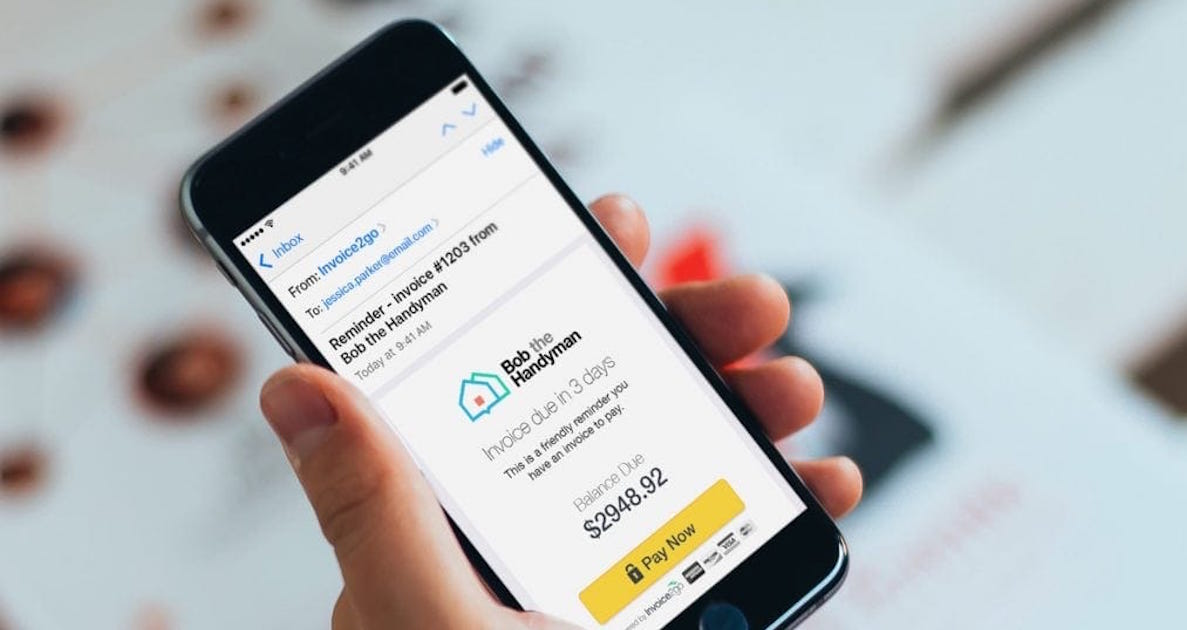 9:41 AM
Inbox
Hide
From: Invoice2go
To: jessica.parker@email.com
Reminder - invoice #1203 from
Bob the Handyman
Today at 9:41 AM
Bob the
Handyman
Invoice due in 3 days
This is a friendly reminder you
have an invoice to pay.
Balance Due
$2948.92
Pay Now
invoice2go
VISA